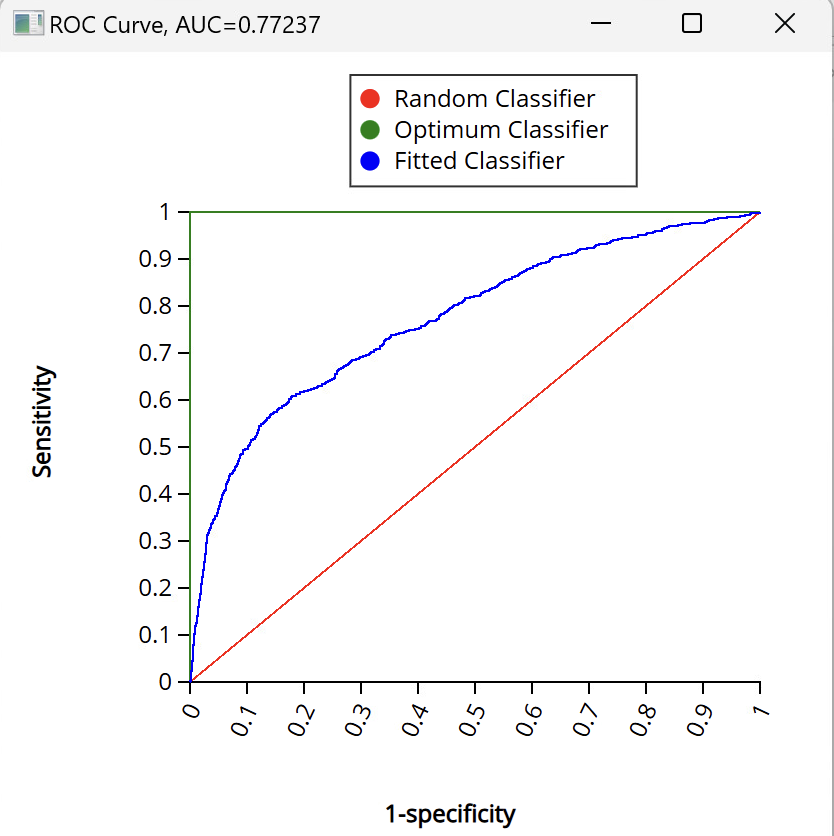 ROC Curve, AUC=0.77237
Random Classifier
Optimum Classifier
Fitted Classifier
1
0.9
0.8
0.7
0.6
0.5
0.4
0.3
0.2
0.1
0
Sensitivity
0 0.1 0.2 0.3 0.4 0.5 0.6 0.7 0.8 0.9 1
1-specificity